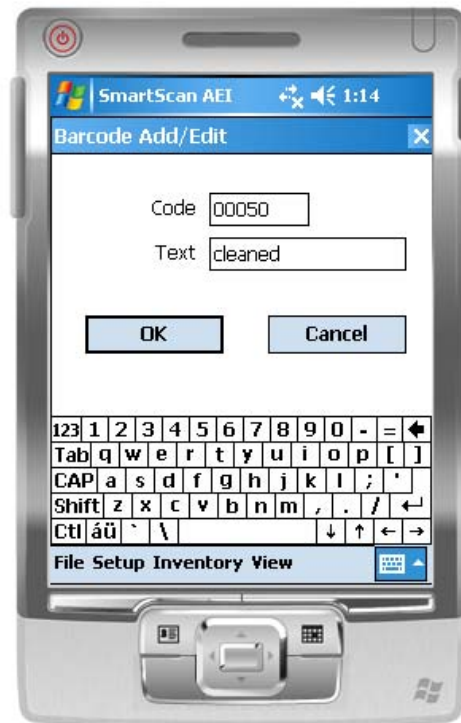 SmartScan AEI 1:14
Barcode Add/Edit
Code 00050
Text cleaned
OK Cancel
123 1 2 3 4 5 6 7 8 9 0 - =
Tab q w e r t y u i o p [ ]
CAP a s d f g h j k l ; '
Shift z x c v b n m , . /
Ctl áü ` \
File Setup Inventory View